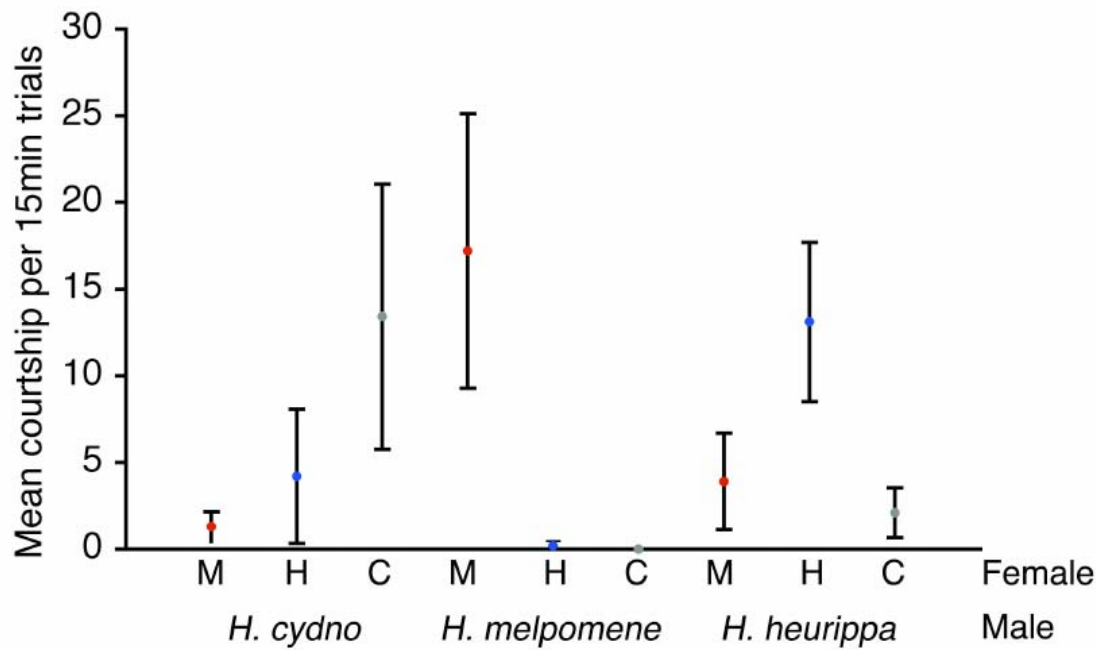 Mean courtship per 15min trials
30
25
20
15
10
5
0
M H C M H C M H C Female
H. cydno H. melpomene H. heurippa Male